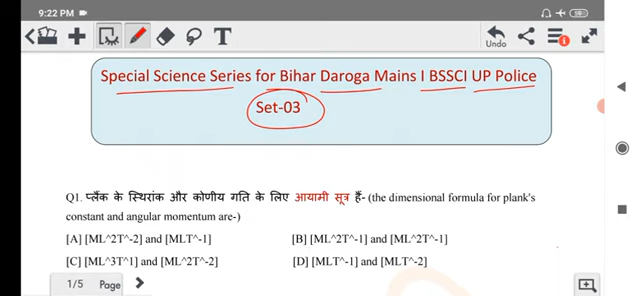 9:22 PM
58
T
Undo
Special Science Series for Bihar Daroga Mains I BSSCI UP Police
Set-03
Q1. प्लैंक के स्थिरांक और कोणीय गति के लिए आयामी सूत्र हैं- (the dimensional formula for plank's
constant and angular momentum are-)
[A] [ML^2T^-2] and [MLT^-1] [B] [ML^2T^-1] and [ML^2T^-1]
[C] [ML^3T^1] and [ML^2T^-2] [D] [MLT^-1] and [MLT^-2]
1/5 Page